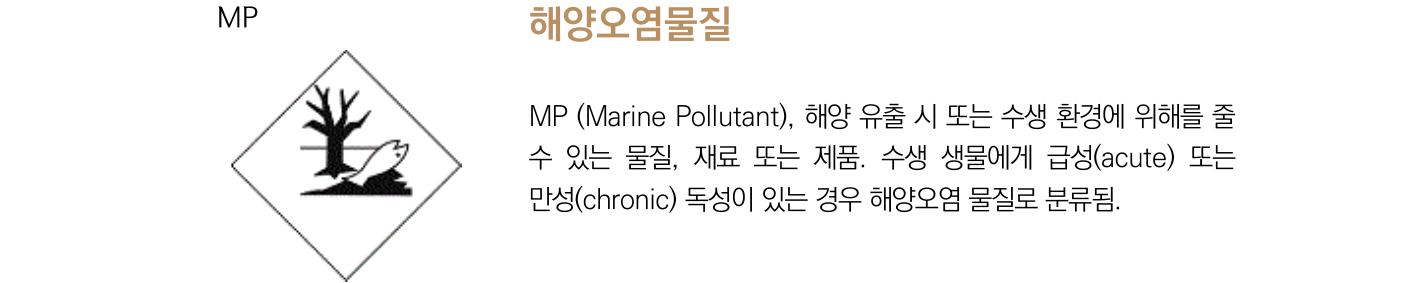 MP
해양오염물질
MP (Marine Pollutant), 해양 유출 시 또는 수생 환경에 위해를 줄
수 있는 물질, 재료 또는 제품. 수생 생물에게 급성(acute) 또는
만성(chronic) 독성이 있는 경우 해양오염 물질로 분류됨.